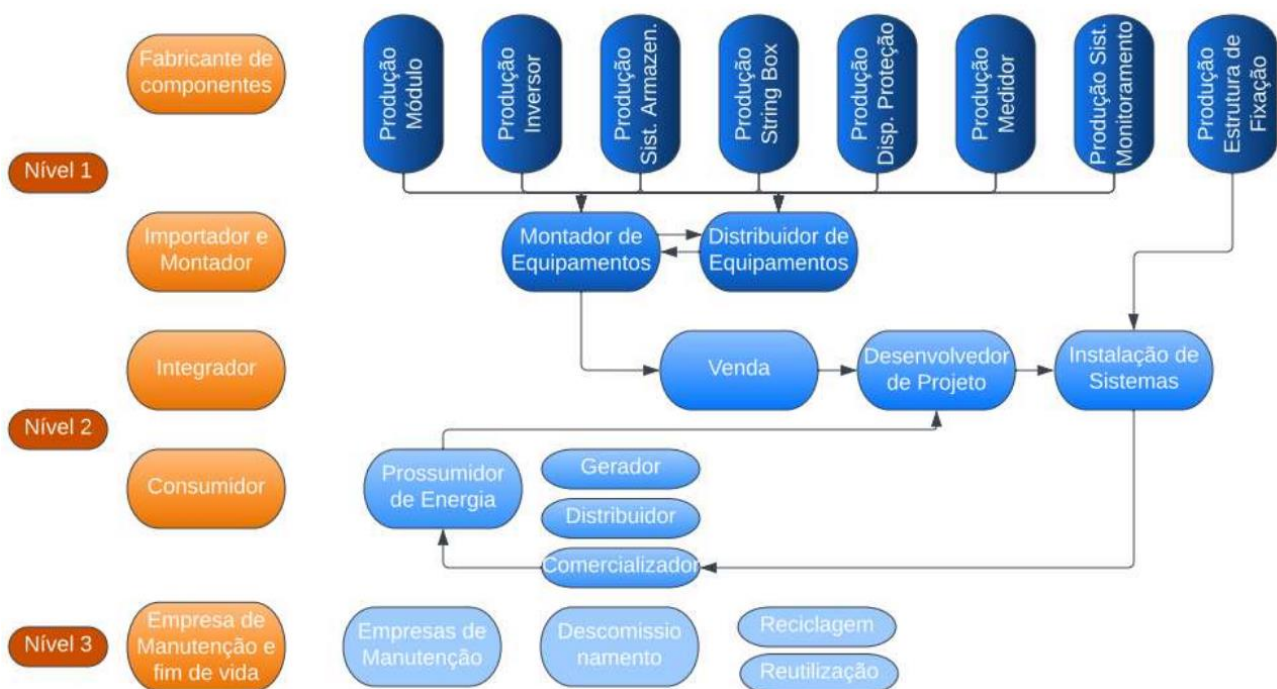 Fabricante de
componentes
Produção
Módulo
Produção
Inversor
Produção
Sist. Armazen.
Produção
String Box
Produção
Disp. Proteção
Produção
Medidor
Produção Sist.
Monitoramento
Produção
Estrutura de
Fixação
Nível 1
Importador e
Montador
Montador de
Equipamentos
Distribuidor de
Equipamentos
Integrador
Venda
Desenvolvedor
de Projeto
Instalação de
Sistemas
Nível 2
Consumidor
Prossumidor
de Energia
Gerador
Distribuidor
Comercializador
Nível 3
Empresa de
Manutenção e
fim de vida
Empresas de
Manutenção
Descomissio
namento
Reciclagem
Reutilização